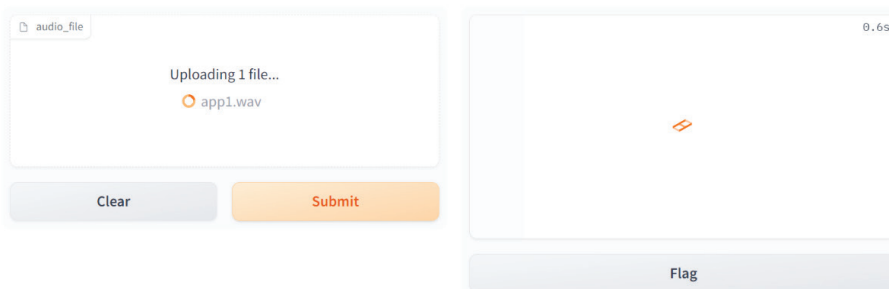 audio_file
Uploading 1 file...
app1.wav
Clear
Submit
0.6s
Flag